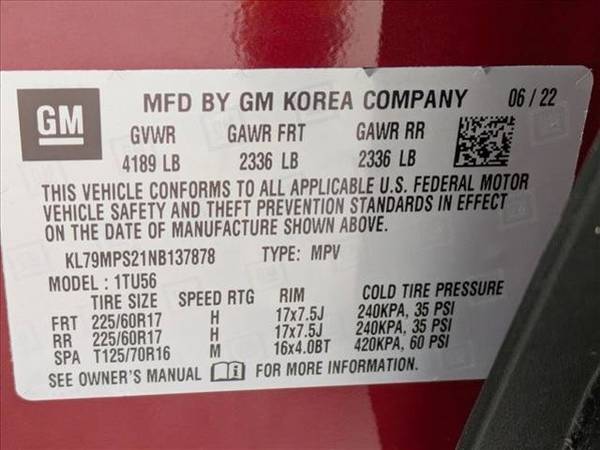 GM MFD BY GM KOREA COMPANY 06 / 22
GVWR GAWR FRT GAWR RR
4189 LB 2336 LB 2336 LB
THIS VEHICLE CONFORMS TO ALL APPLICABLE U.S. FEDERAL MOTOR
VEHICLE SAFETY AND THEFT PREVENTION STANDARDS IN EFFECT
ON THE DATE OF MANUFACTURE SHOWN ABOVE.
KL79MPS21NB137878 TYPE: MPV
MODEL : 1TU56
TIRE SIZE SPEED RTG RIM COLD TIRE PRESSURE
FRT 225/60R17 H 17x7.5J 240KPA, 35 PSI
RR 225/60R17 H 17x7.5J 240KPA, 35 PSI
SPA T125/70R16 M 16x4.0BT 420KPA, 60 PSI
SEE OWNER'S MANUAL FOR MORE INFORMATION.